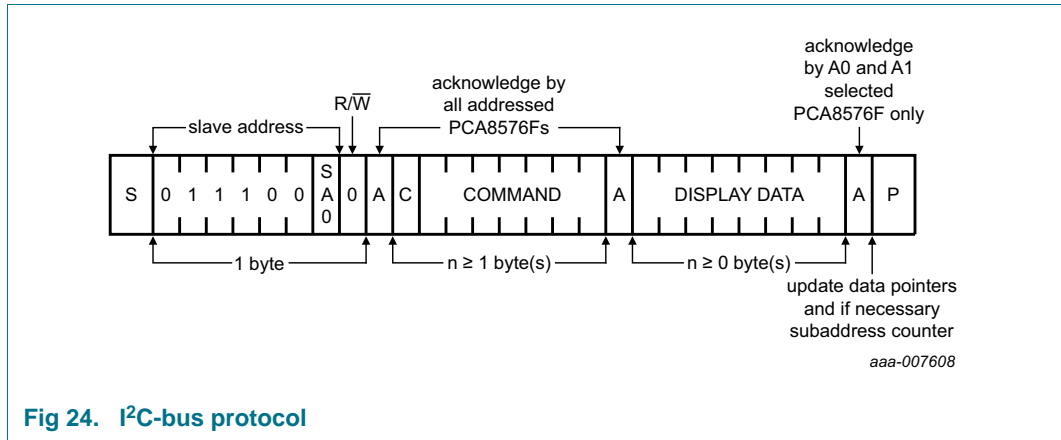 acknowledge
by A0 and A1
selected
PCA8576F only
acknowledge by
all addressed
PCA8576Fs
R/W̅
slave address
S 0 1 1 1 0 0 SA0 0 A C COMMAND A DISPLAY DATA A P
1 byte n ≥ 1 byte(s) n ≥ 0 byte(s)
update data pointers
and if necessary
subaddress counter
aaa-007608
Fig 24. I²C-bus protocol